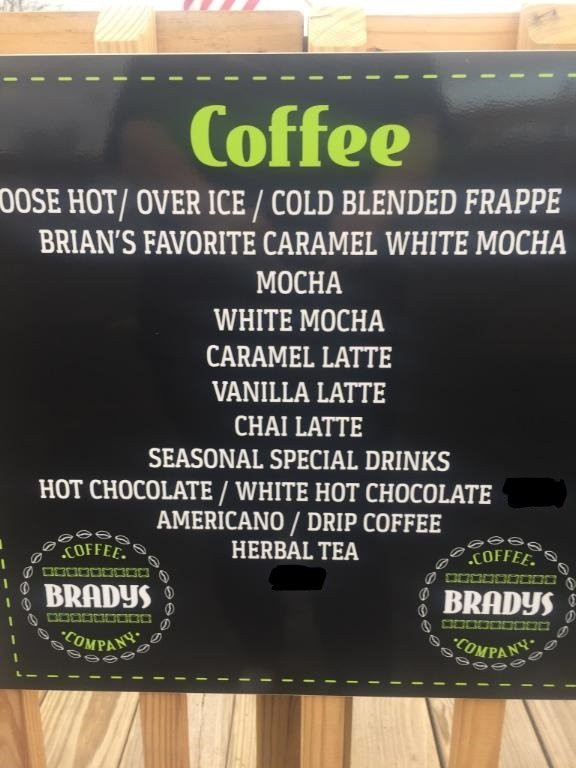 Coffee
HOT/ OVER ICE / COLD BLENDED FRAPPE
BRIAN'S FAVORITE CARAMEL WHITE MOCHA
MOCHA
WHITE MOCHA
CARAMEL LATTE
VANILLA LATTE
CHAI LATTE
SEASONAL SPECIAL DRINKS
HOT CHOCOLATE / WHITE HOT CHOCOLATE
AMERICANO / DRIP COFFEE
HERBAL TEA
COFFEE
BRADYS
COMPANY
COFFEE
BRADYS
COMPANY